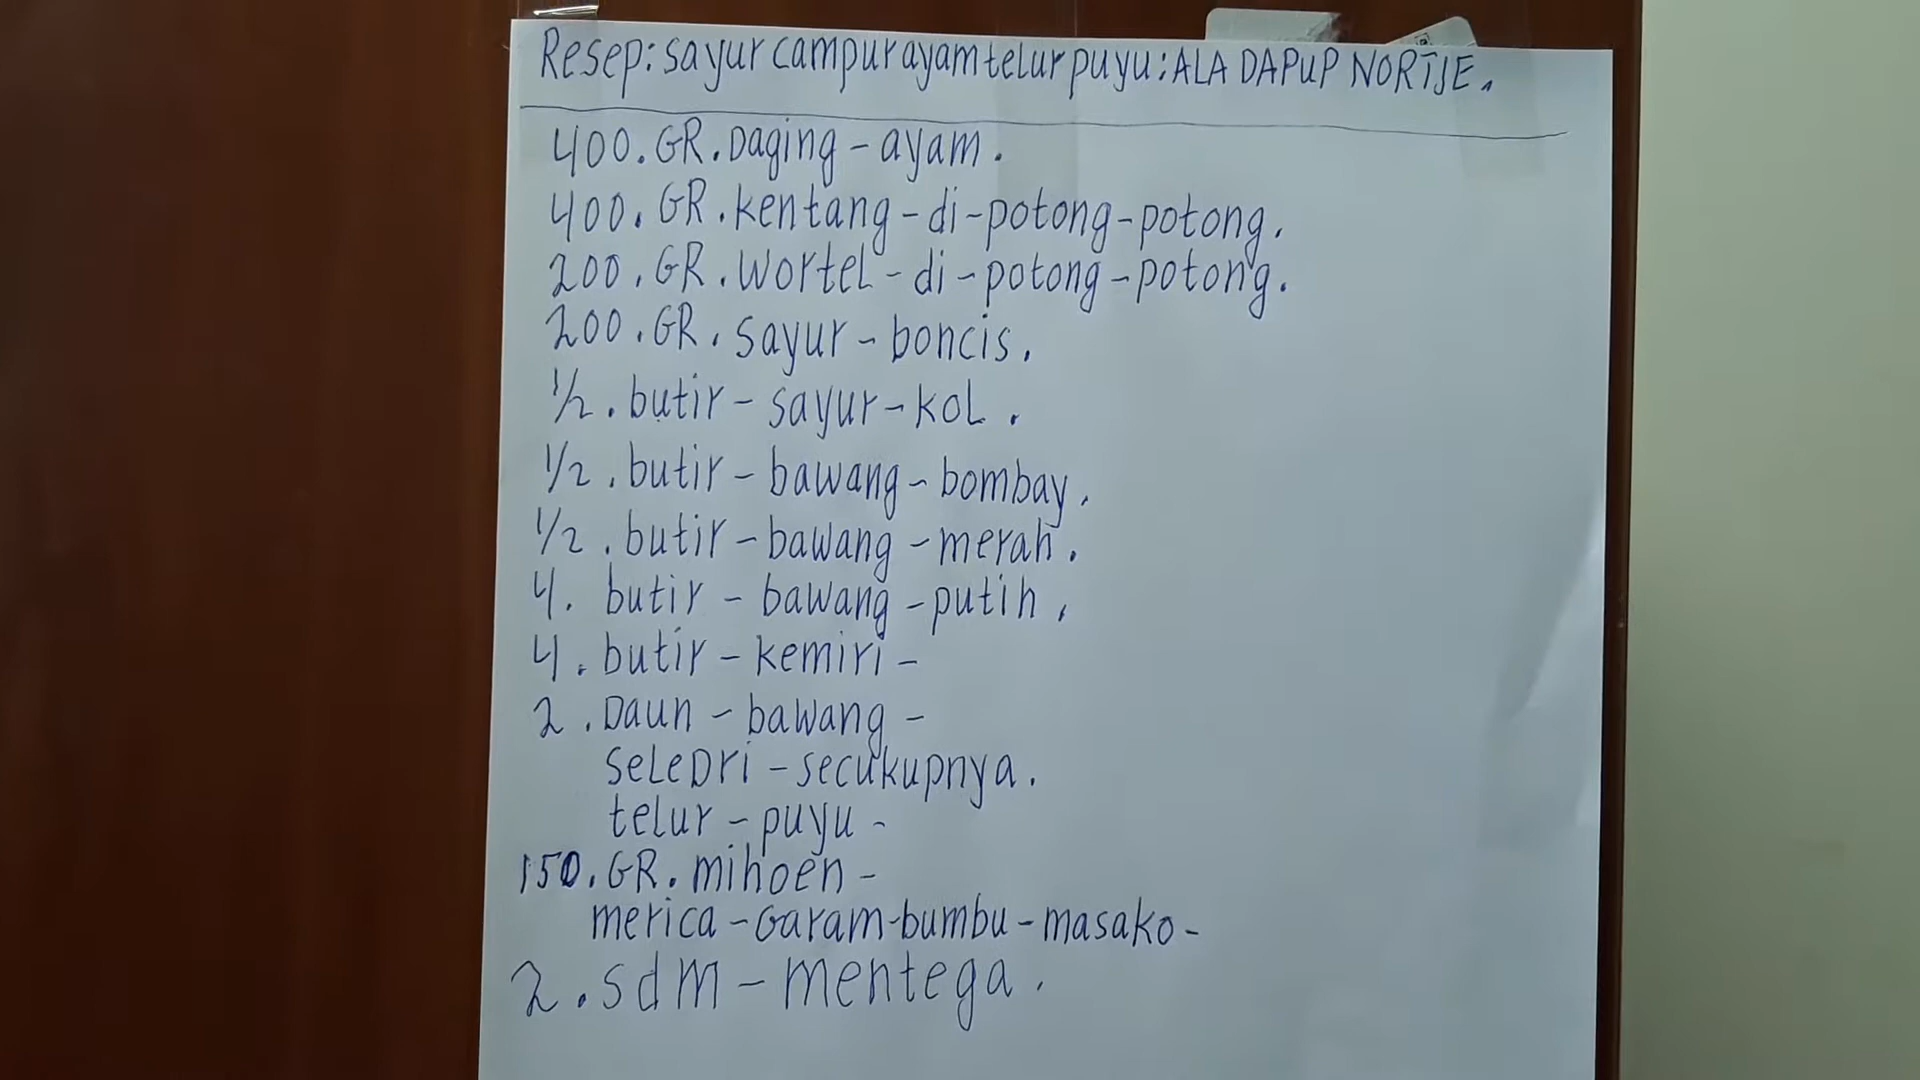 Resep: sayur campur ayam telur puyu: ALA DAPUP NORTJE.
400. GR. Daging - ayam.
400. GR. kentang - di - potong - potong.
200. GR. Wortel - di - potong - potong.
200. GR. sayur - boncis.
1/2. butir - sayur - kol.
1/2. butir - bawang - bombay.
1/2. butir - bawang - merah.
4. butir - bawang - putih.
4. butir - kemiri -
2. Daun - bawang -
SeLeDri - secukupnya.
telur - puyu -
150. GR. mihoen -
merica - Garam - bumbu - masako -
2. sdm - mentega.